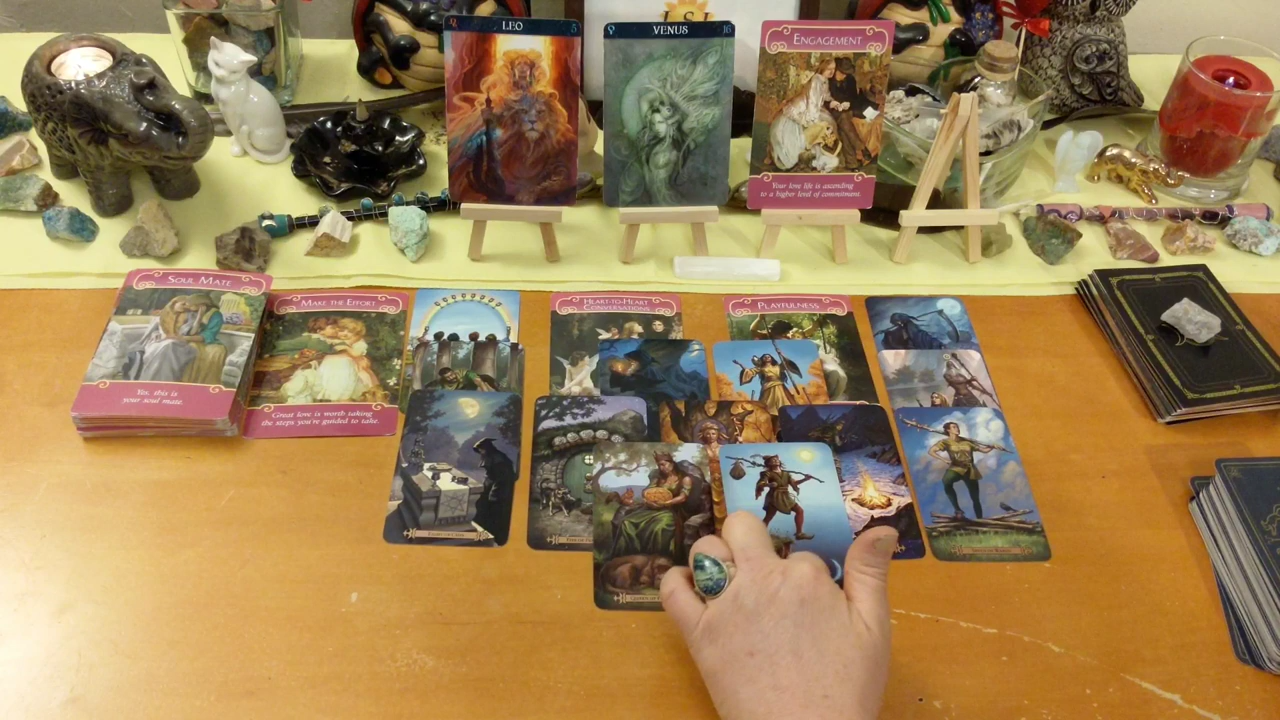 LEO
5
VENUS
16
ENGAGEMENT
Your love life is ascending
to a higher level of commitment.
SOUL MATE
Yes, this is
your soul mate.
MAKE THE EFFORT
Great love is worth taking
the steps you're guided to take.
HEART-TO-HEART
CONVERSATIONS
PLAYFULNESS